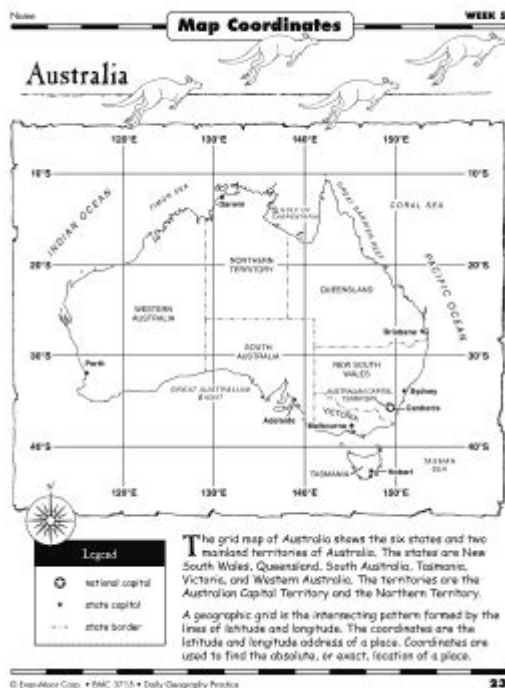 Name
WEEK 5
Map Coordinates
Australia
120°E 130°E 140°E 150°E
10°S 10°S
TIMOR SEA
Darwin
GULF OF
CARPENTARIA
GREAT BARRIER REEF
CORAL SEA
INDIAN OCEAN
20°S 20°S
NORTHERN
TERRITORY
PACIFIC OCEAN
WESTERN
AUSTRALIA
QUEENSLAND
Brisbane
30°S 30°S
SOUTH
AUSTRALIA
Perth
NEW SOUTH
WALES
GREAT AUSTRALIAN
BIGHT
AUSTRALIAN CAPITAL
TERRITORY
Sydney
Canberra
Adelaide
VICTORIA
Melbourne
40°S 40°S
TASMAN
SEA
TASMANIA
Hobart
120°E 130°E 140°E 150°E
N
Legend
national capital
state capital
state border
The grid map of Australia shows the six states and two
mainland territories of Australia. The states are New
South Wales, Queensland, South Australia, Tasmania,
Victoria, and Western Australia. The territories are the
Australian Capital Territory and the Northern Territory.
A geographic grid is the intersecting pattern formed by the
lines of latitude and longitude. The coordinates are the
latitude and longitude address of a place. Coordinates are
used to find the absolute, or exact, location of a place.
© Evan-Moor Corp. • EMC 3715 • Daily Geography Practice
23